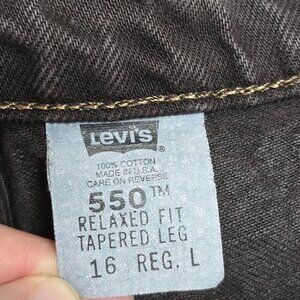 Levi's
100% COTTON
MADE IN U.S.A.
CARE ON REVERSE
550™
RELAXED FIT
TAPERED LEG
16 REG. L